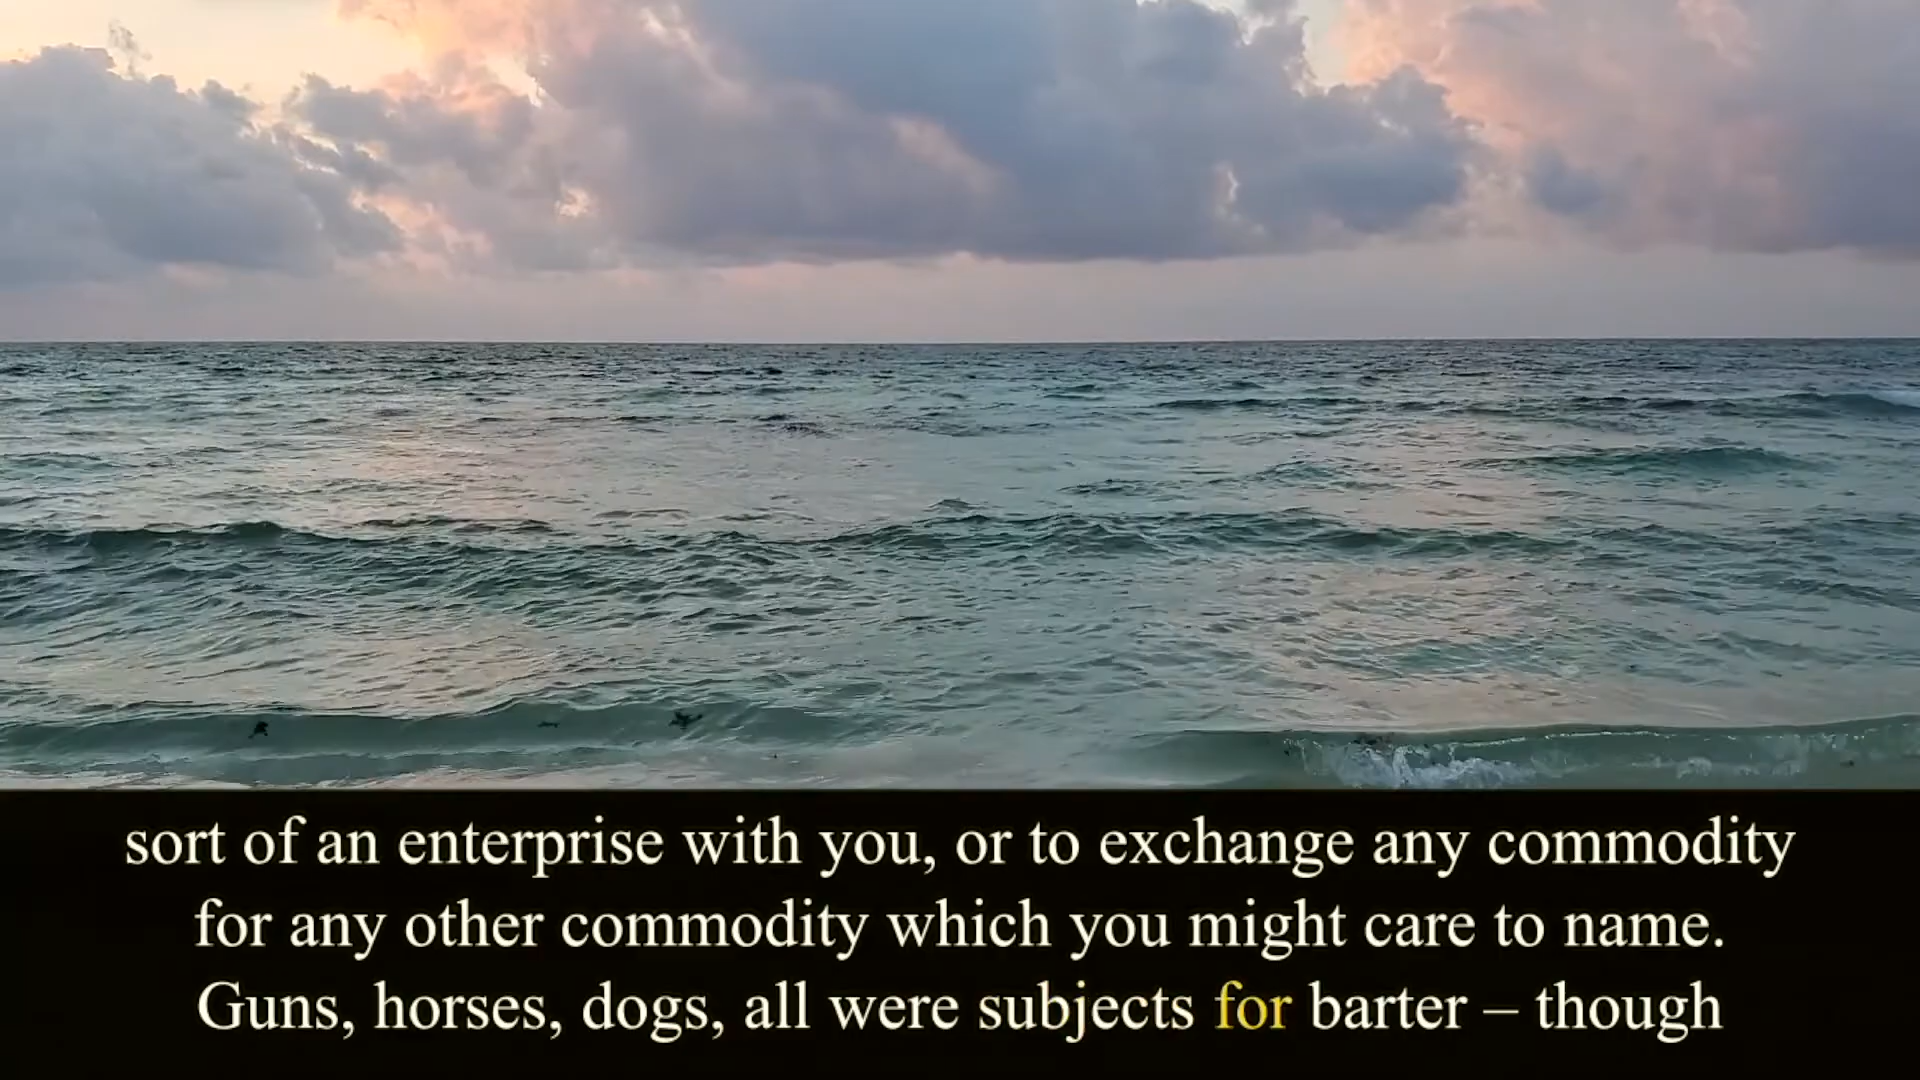 sort of an enterprise with you, or to exchange any commodity
for any other commodity which you might care to name.
Guns, horses, dogs, all were subjects for barter – though